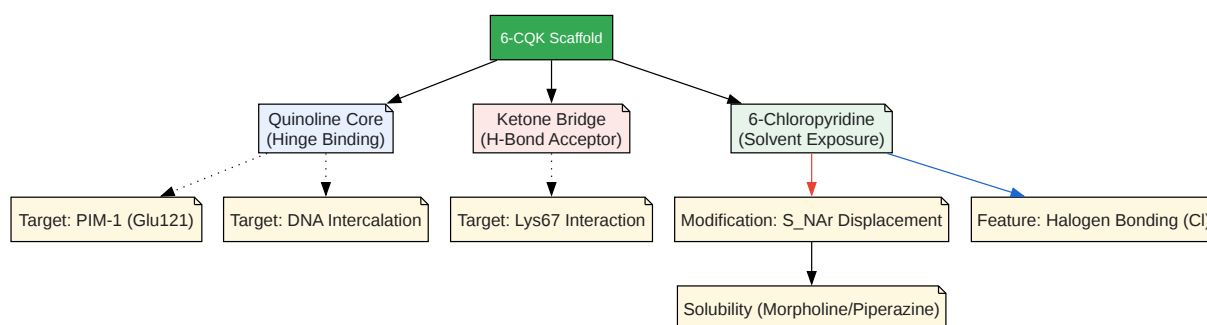 6-CQK Scaffold
Quinoline Core
(Hinge Binding)
Ketone Bridge
(H-Bond Acceptor)
6-Chloropyridine
(Solvent Exposure)
Target: PIM-1 (Glu121)
Target: DNA Intercalation
Target: Lys67 Interaction
Modification: S_NAr Displacement
Feature: Halogen Bonding (Cl)
Solubility (Morpholine/Piperazine)